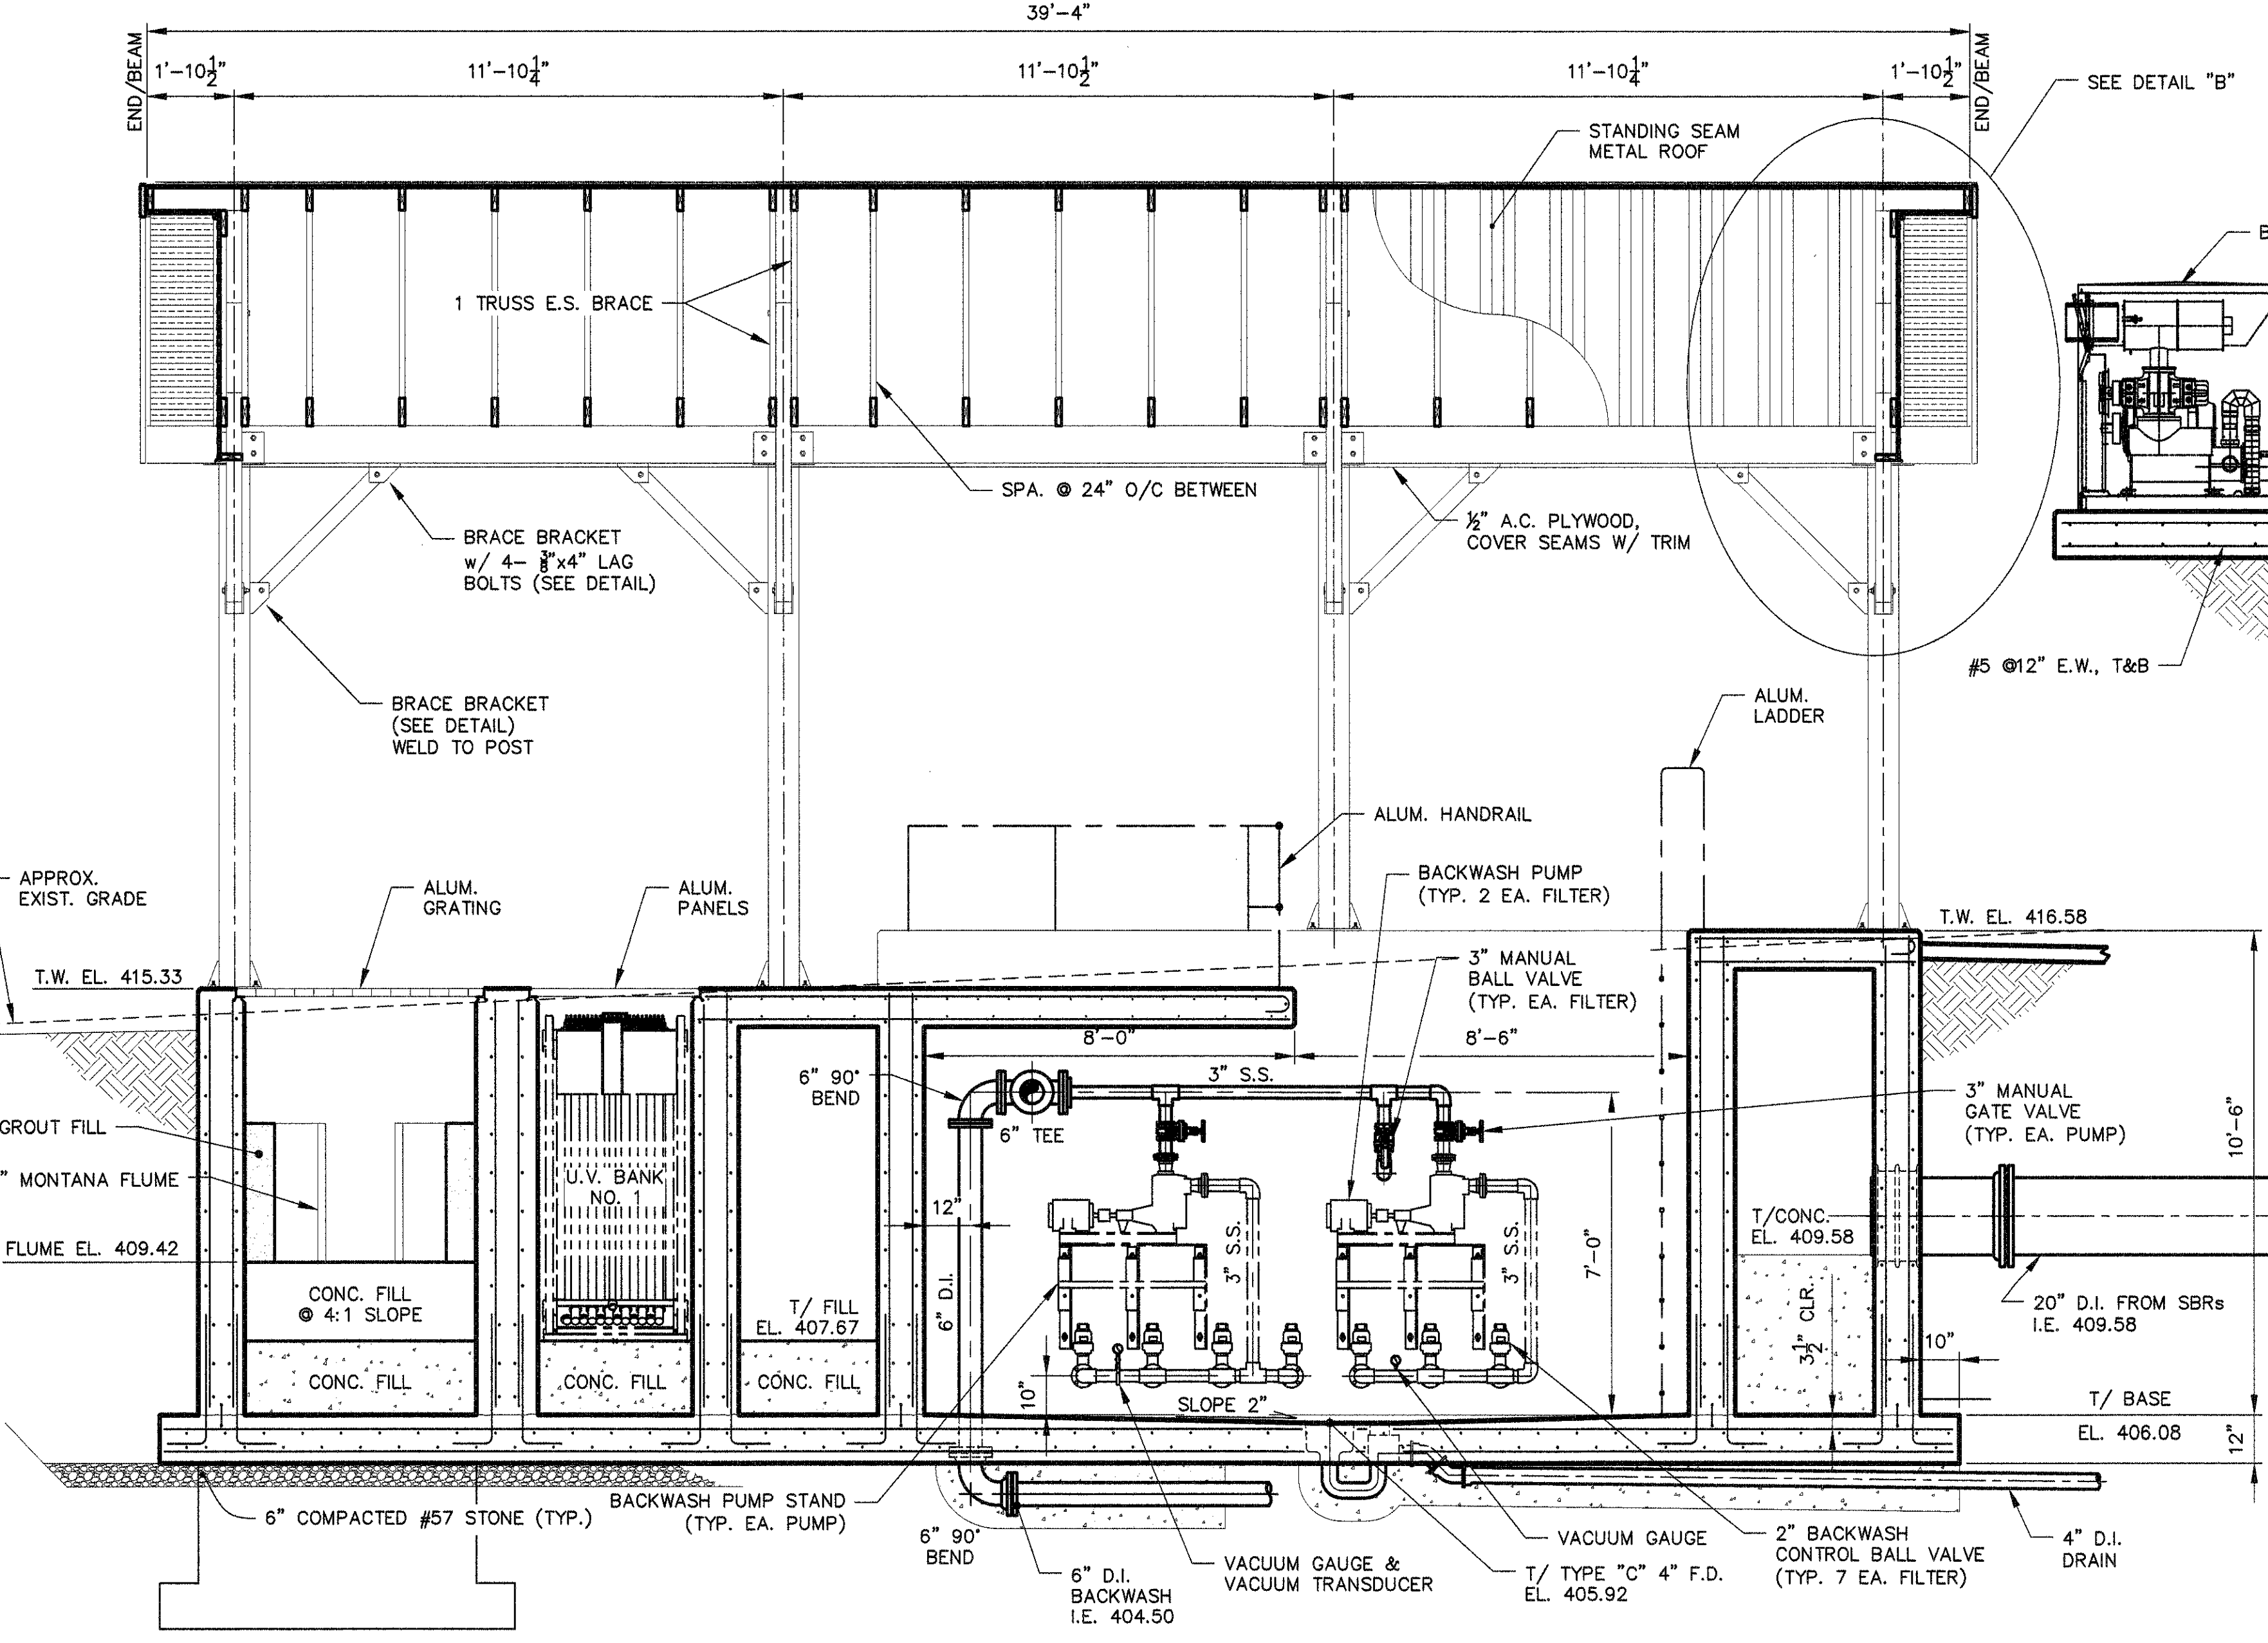 39'-4"
END/BEAM
1'-10½"
11'-10¼"
11'-10½"
11'-10¼"
1'-10½"
END/BEAM
SEE DETAIL "B"
STANDING SEAM
METAL ROOF
1 TRUSS E.S. BRACE
SPA. @ 24" O/C BETWEEN
½" A.C. PLYWOOD,
COVER SEAMS W/ TRIM
BRACE BRACKET
w/ 4- ⅜"x4" LAG
BOLTS (SEE DETAIL)
BRACE BRACKET
(SEE DETAIL)
WELD TO POST
#5 @12" E.W., T&B
ALUM.
LADDER
ALUM. HANDRAIL
APPROX.
EXIST. GRADE
ALUM.
GRATING
ALUM.
PANELS
BACKWASH PUMP
(TYP. 2 EA. FILTER)
T.W. EL. 416.58
T.W. EL. 415.33
3" MANUAL
BALL VALVE
(TYP. EA. FILTER)
8'-0"
8'-6"
6" 90°
BEND
3" S.S.
6" TEE
3" MANUAL
GATE VALVE
(TYP. EA. PUMP)
10'-6"
GROUT FILL
" MONTANA FLUME
FLUME EL. 409.42
U.V. BANK
NO. 1
12"
6" D.I.
3" S.S.
3" S.S.
7'-0"
T/CONC.
EL. 409.58
CONC. FILL
@ 4:1 SLOPE
T/ FILL
EL. 407.67
3½" CLR.
20" D.I. FROM SBRs
I.E. 409.58
10"
CONC. FILL
CONC. FILL
CONC. FILL
10"
SLOPE 2"
T/ BASE
EL. 406.08
12"
6" COMPACTED #57 STONE (TYP.)
BACKWASH PUMP STAND
(TYP. EA. PUMP)
6" 90°
BEND
6" D.I.
BACKWASH
I.E. 404.50
VACUUM GAUGE &
VACUUM TRANSDUCER
VACUUM GAUGE
T/ TYPE "C" 4" F.D.
EL. 405.92
2" BACKWASH
CONTROL BALL VALVE
(TYP. 7 EA. FILTER)
4" D.I.
DRAIN